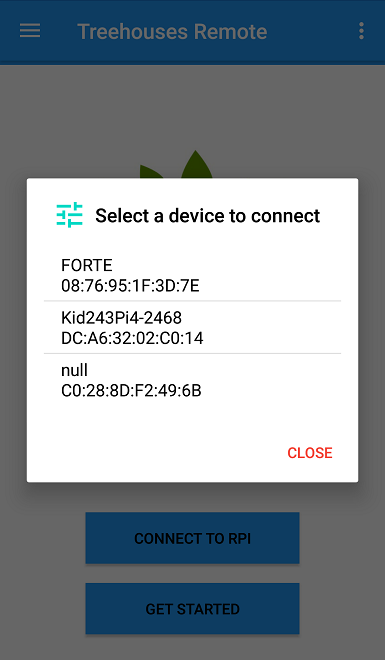 Treehouses Remote
Select a device to connect
FORTE
08:76:95:1F:3D:7E
Kid243Pi4-2468
DC:A6:32:02:C0:14
null
C0:28:8D:F2:49:6B
CLOSE
CONNECT TO RPI
GET STARTED